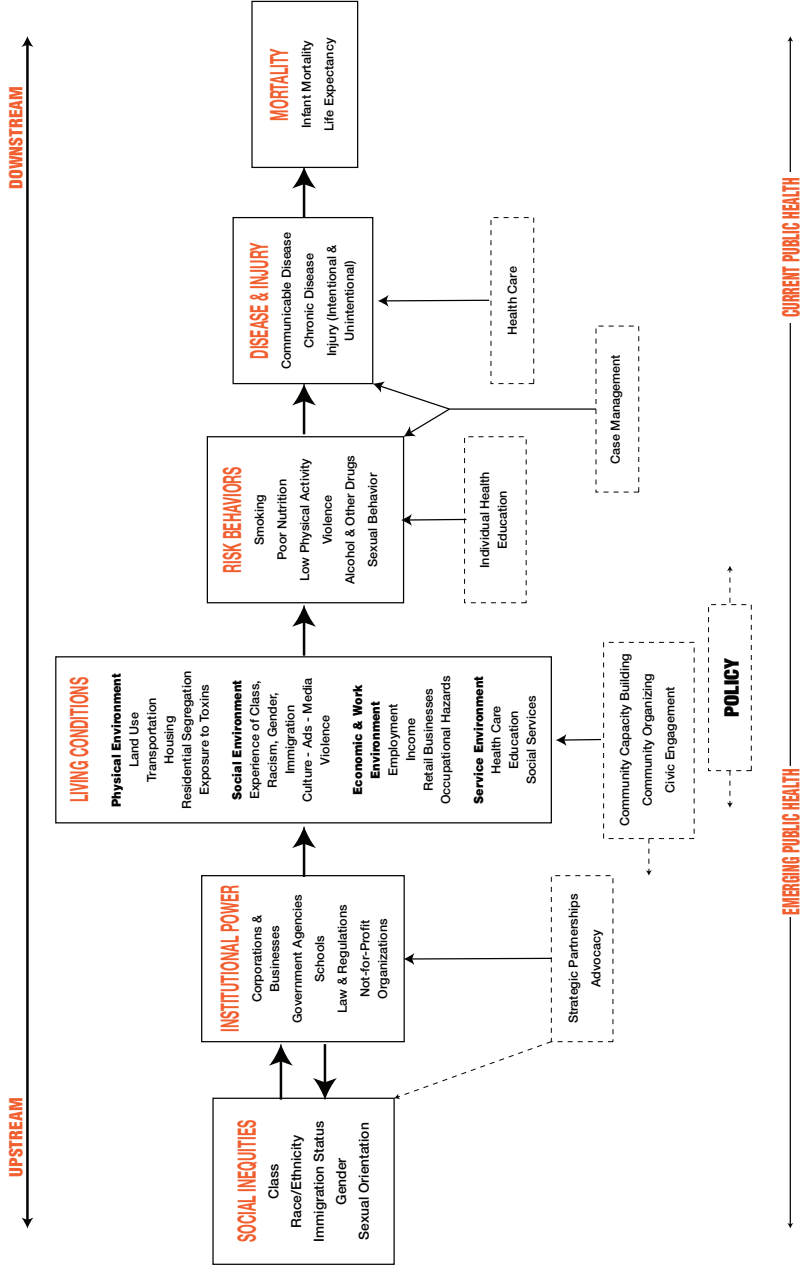 UPSTREAM
DOWNSTREAM
SOCIAL INEQUITIES
Class
Race/Ethnicity
Immigration Status
Gender
Sexual Orientation
INSTITUTIONAL POWER
Corporations &
Businesses
Government Agencies
Schools
Law & Regulations
Not-for-Profit
Organizations
LIVING CONDITIONS
Physical Environment
Land Use
Transportation
Housing
Residential Segregation
Exposure to Toxins
Social Environment
Experience of Class,
Racism, Gender,
Immigration
Culture - Ads - Media
Violence
Economic & Work
Environment
Employment
Income
Retail Businesses
Occupational Hazards
Service Environment
Health Care
Education
Social Services
RISK BEHAVIORS
Smoking
Poor Nutrition
Low Physical Activity
Violence
Alcohol & Other Drugs
Sexual Behavior
DISEASE & INJURY
Communicable Disease
Chronic Disease
Injury (Intentional &
Unintentional)
MORTALITY
Infant Mortality
Life Expectancy
Strategic Partnerships
Advocacy
Community Capacity Building
Community Organizing
Civic Engagement
Individual Health
Education
Health Care
Case Management
POLICY
EMERGING PUBLIC HEALTH
CURRENT PUBLIC HEALTH